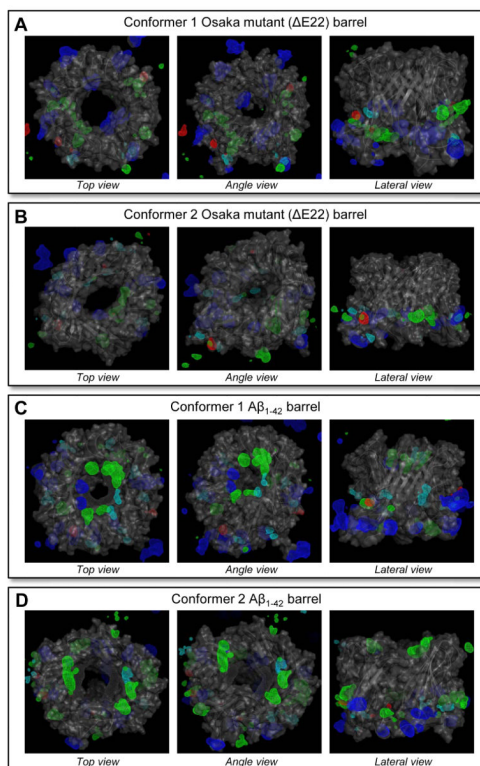 A
Conformer 1 Osaka mutant (ΔE22) barrel
Top view
Angle view
Lateral view
B
Conformer 2 Osaka mutant (ΔE22) barrel
Top view
Angle view
Lateral view
C
Conformer 1 Aβ₁₋₄₂ barrel
Top view
Angle view
Lateral view
D
Conformer 2 Aβ₁₋₄₂ barrel
Top view
Angle view
Lateral view